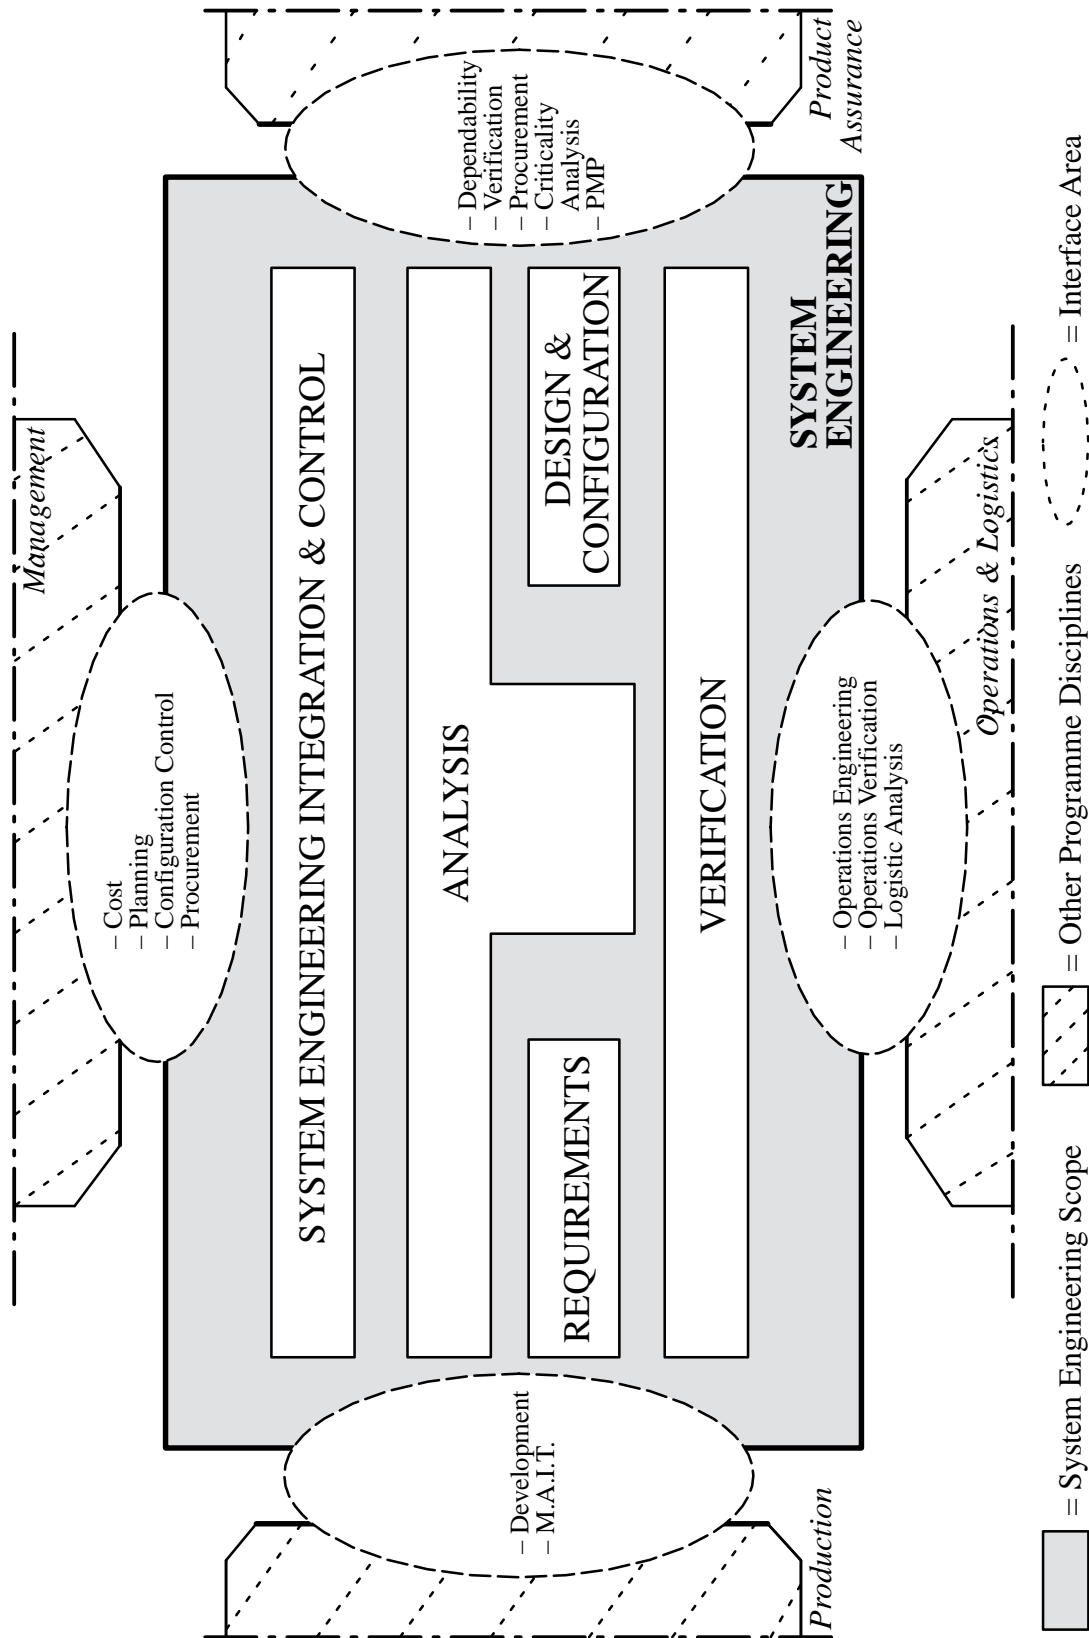 Management
– Cost
– Planning
– Configuration Control
– Procurement
SYSTEM ENGINEERING INTEGRATION & CONTROL
ANALYSIS
REQUIREMENTS
DESIGN &
CONFIGURATION
VERIFICATION
SYSTEM
ENGINEERING
– Development
– M.A.I.T.
Production
– Dependability
– Verification
– Procurement
– Criticality
Analysis
– PMP
Product
Assurance
– Operations Engineering
– Operations Verification
– Logistic Analysis
Operations & Logistics
= System Engineering Scope
= Other Programme Disciplines
= Interface Area